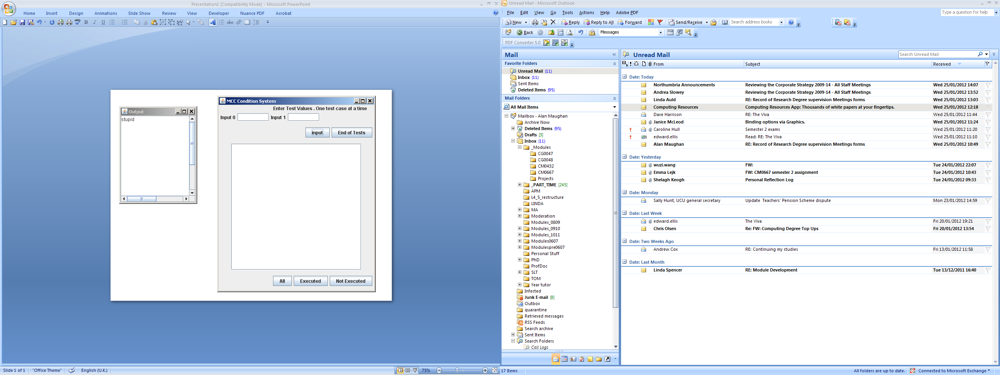 Presentation1 [Compatibility Mode] - Microsoft PowerPoint
Home Insert Design Animations Slide Show Review View Developer Nuance PDF Acrobat
Output
stupid
MCC Condition System
Enter Test Values . One test case at a time
Input 0 Input 1
input End of Tests
All Executed Not Executed
Slide 1 of 1 "Office Theme" English (U.K.) 75%
Unread Mail - Microsoft Outlook
File Edit View Go Tools Actions Help Adobe PDF
Type a question for help
New Reply Reply to All Forward Send/Receive Search address books
Back Messages
PDF Converter 5.0
Mail
Favorite Folders
Unread Mail (11)
Inbox (11)
Sent Items
Deleted Items (95)
Mail Folders
All Mail Items
Mailbox - Alan Maughan
Archive Now
Deleted Items (95)
Drafts [3]
Inbox (11)
_Modules
CG0047
CG0048
CM0432
CM0667
Projects
_PART_TIME [245]
APM
L4_5_restructure
LINDA
MA
Moderation
Modules_0809
Modules_0910
Modules_1011
Modules0607
Modulespre0607
Personal Stuff
PhD
ProfDoc
SLT
TOM
Year tutor
Infected
Junk E-mail [8]
Outbox
quarantine
Retrieved messages
RSS Feeds
Search archive
Sent Items
Search Folders
Call Logs
Unread Mail
Search Unread Mail
From Subject Received
Date: Today
Northumbria Announcements Reviewing the Corporate Strategy 2009-14 - All Staff Meetings Wed 25/01/2012 14:07
Andrea Slowey Reviewing the Corporate Strategy 2009-14 - All Staff Meetings Wed 25/01/2012 13:52
Linda Auld RE: Record of Research Degree supervision Meetings forms Wed 25/01/2012 13:03
Computing Resources Computing Resources App: Thousands of white papers at your fingertips. Wed 25/01/2012 12:18
Dave Harrison RE: The Viva Wed 25/01/2012 11:44
Janice McLeod Binding options via Graphics. Wed 25/01/2012 11:24
Caroline Hull Semester 2 exams Wed 25/01/2012 11:20
edward.ellis Read: RE: The Viva Wed 25/01/2012 11:10
Alan Maughan RE: Record of Research Degree supervision Meetings forms Wed 25/01/2012 10:49
Date: Yesterday
wuzi.wang FW: Tue 24/01/2012 22:07
Emma Lejk FW: CM0667 semester 2 assignment Tue 24/01/2012 10:43
Shelagh Keogh Personal Reflection Log Tue 24/01/2012 09:33
Date: Monday
Sally Hunt, UCU general secretary Update Teachers' Pension Scheme dispute Mon 23/01/2012 14:59
Date: Last Week
edward.ellis The Viva Fri 20/01/2012 19:21
Chris Olsen Re: FW: Computing Degree Top Ups Fri 20/01/2012 13:54
Date: Two Weeks Ago
Andrew Cox RE: Continuing my studies Fri 13/01/2012 11:58
Date: Last Month
Linda Spencer RE: Module Development Tue 13/12/2011 16:40
17 Items
All folders are up to date. Connected to Microsoft Exchange